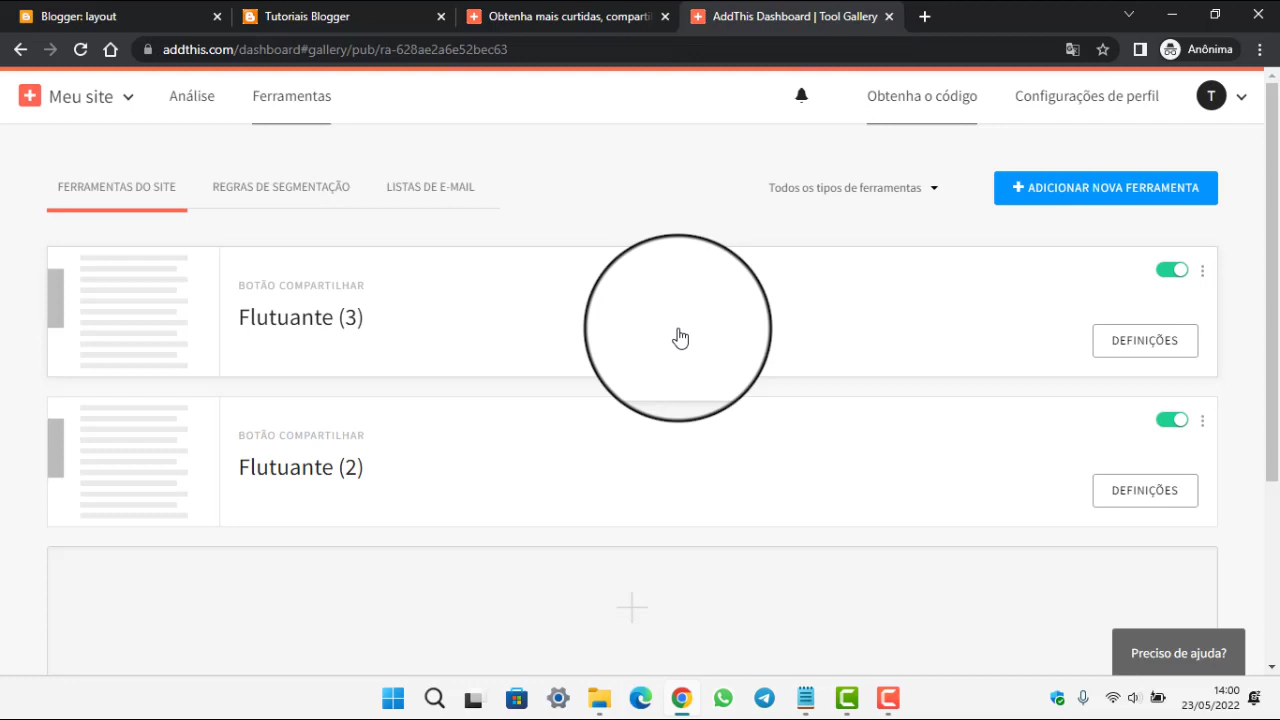 Blogger: layout
Tutoriais Blogger
Obtenha mais curtidas, comparti
AddThis Dashboard | Tool Gallery
addthis.com/dashboard#gallery/pub/ra-628ae2a6e52bec63
Anônima
Meu site
Análise
Ferramentas
Obtenha o código
Configurações de perfil
T
FERRAMENTAS DO SITE
REGRAS DE SEGMENTAÇÃO
LISTAS DE E-MAIL
Todos os tipos de ferramentas
ADICIONAR NOVA FERRAMENTA
BOTÃO COMPARTILHAR
Flutuante (3)
DEFINIÇÕES
BOTÃO COMPARTILHAR
Flutuante (2)
DEFINIÇÕES
Preciso de ajuda?
14:00
23/05/2022